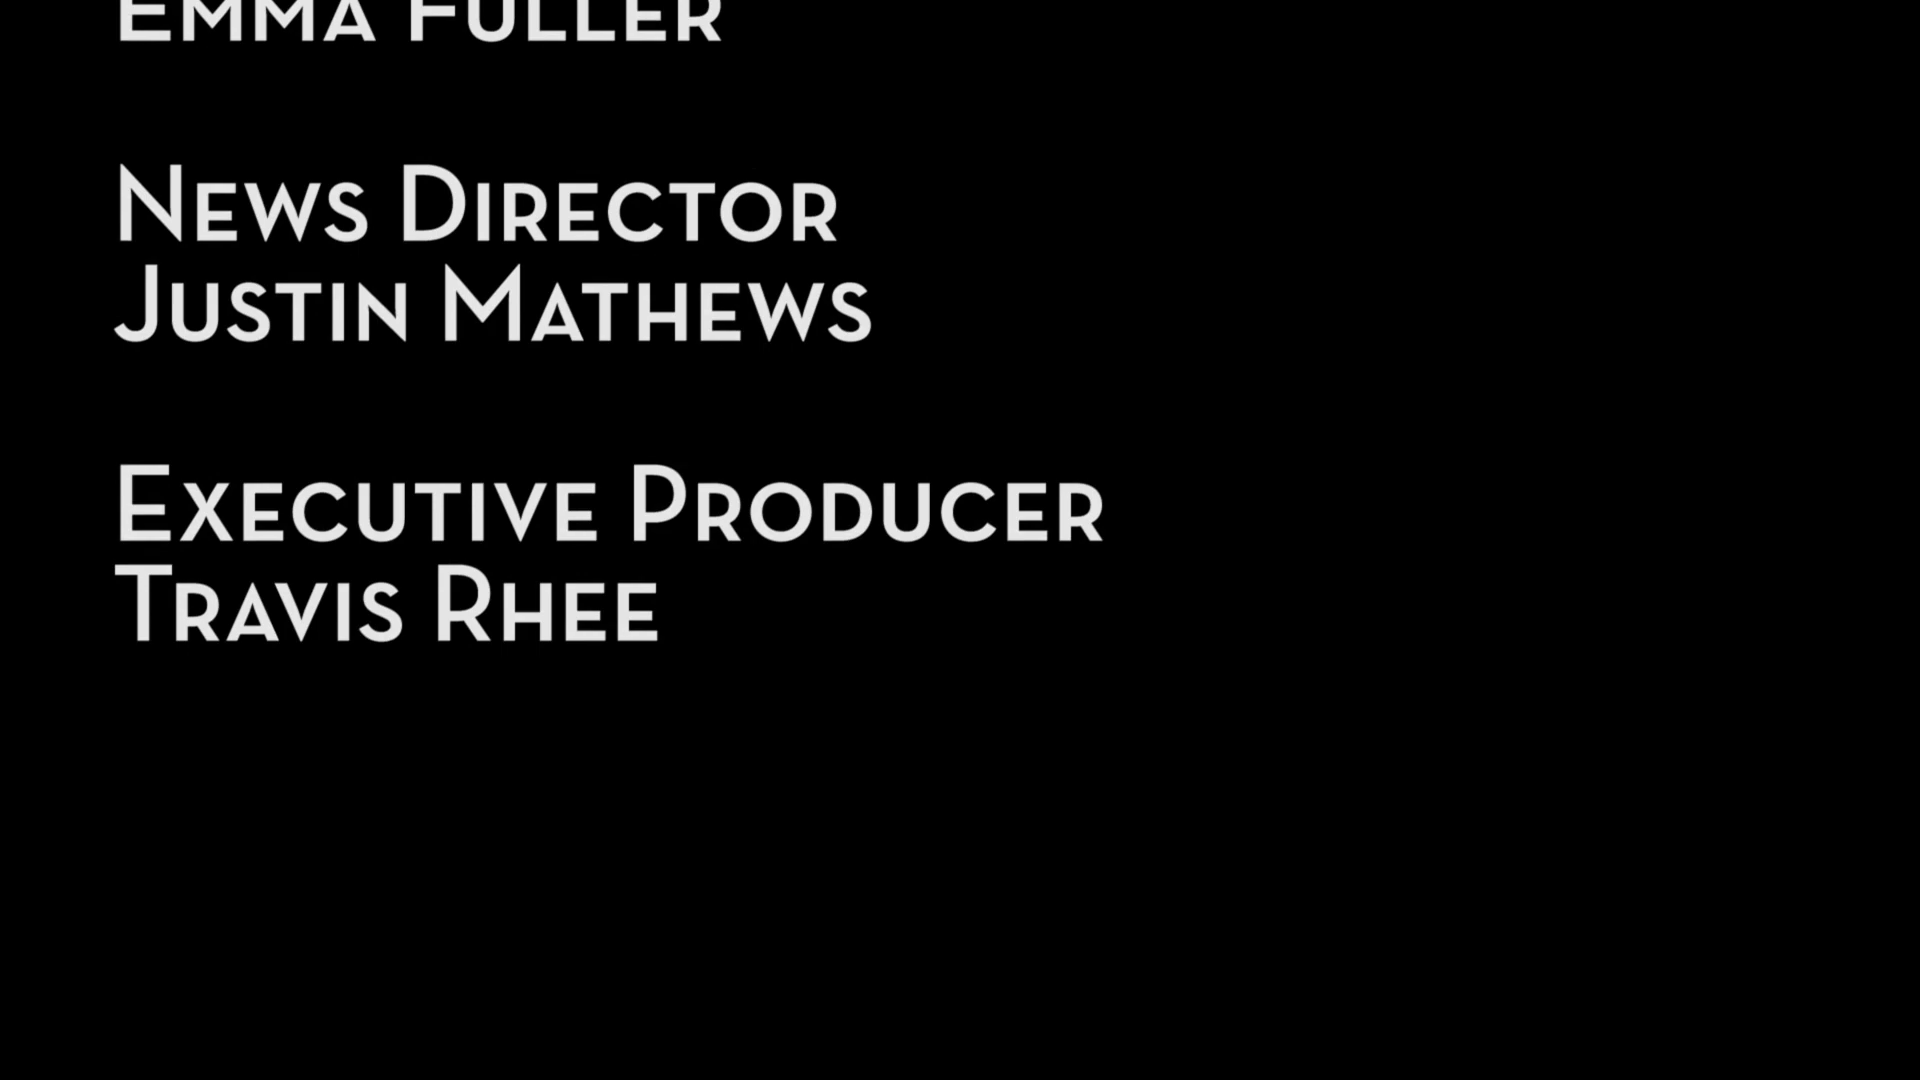 Emma Fuller
News Director
Justin Mathews
Executive Producer
Travis Rhee